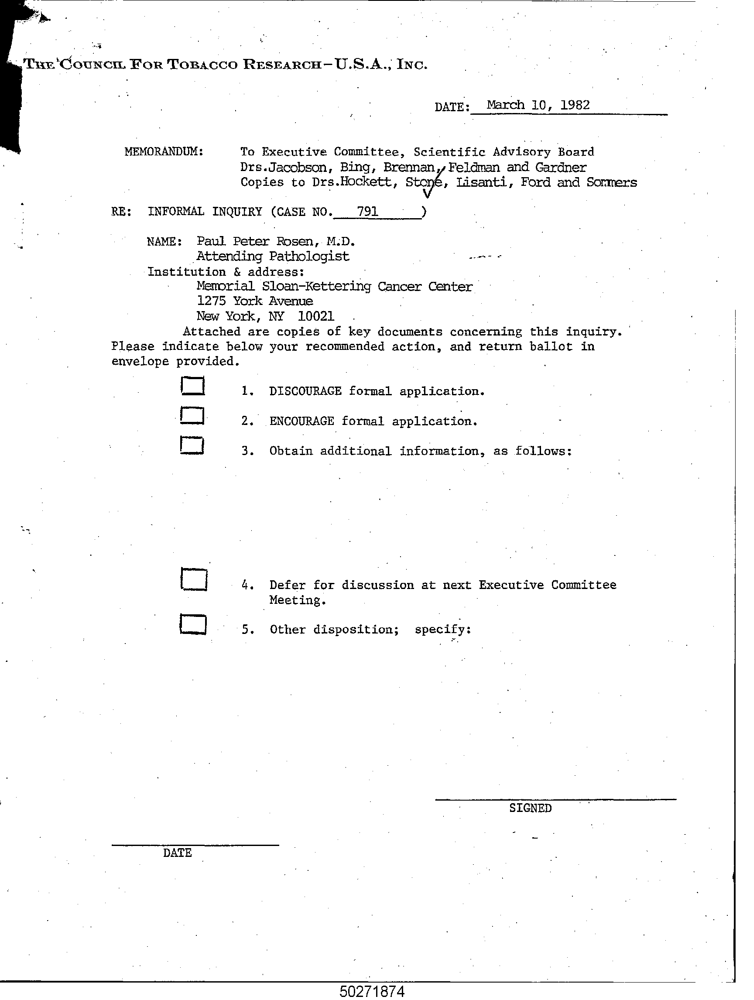 THE COUNCIL FOR TOBACCO RESEARCH-U.S.A., INC.
DATE: March 10, 1982
MEMORANDUM: To Executive Committee, Scientific Advisory Board
Drs.Jacobson, Bing, Brennan, Feldman and Gardner
Copies to Drs.Hockett, Stone, Lisanti, Ford and Sommers
RE: INFORMAL INQUIRY (CASE NO. 791 )
NAME: Paul Peter Rosen, M.D.
Attending Pathologist
Institution & address:
Memorial Sloan-Kettering Cancer Center
1275 York Avenue
New York, NY 10021
Attached are copies of key documents concerning this inquiry.
Please indicate below your recommended action, and return ballot in
envelope provided.
1. DISCOURAGE formal application.
2. ENCOURAGE formal application.
3. Obtain additional information, as follows:
4. Defer for discussion at next Executive Committee
Meeting.
5. Other disposition; specify:
SIGNED
DATE
50271874